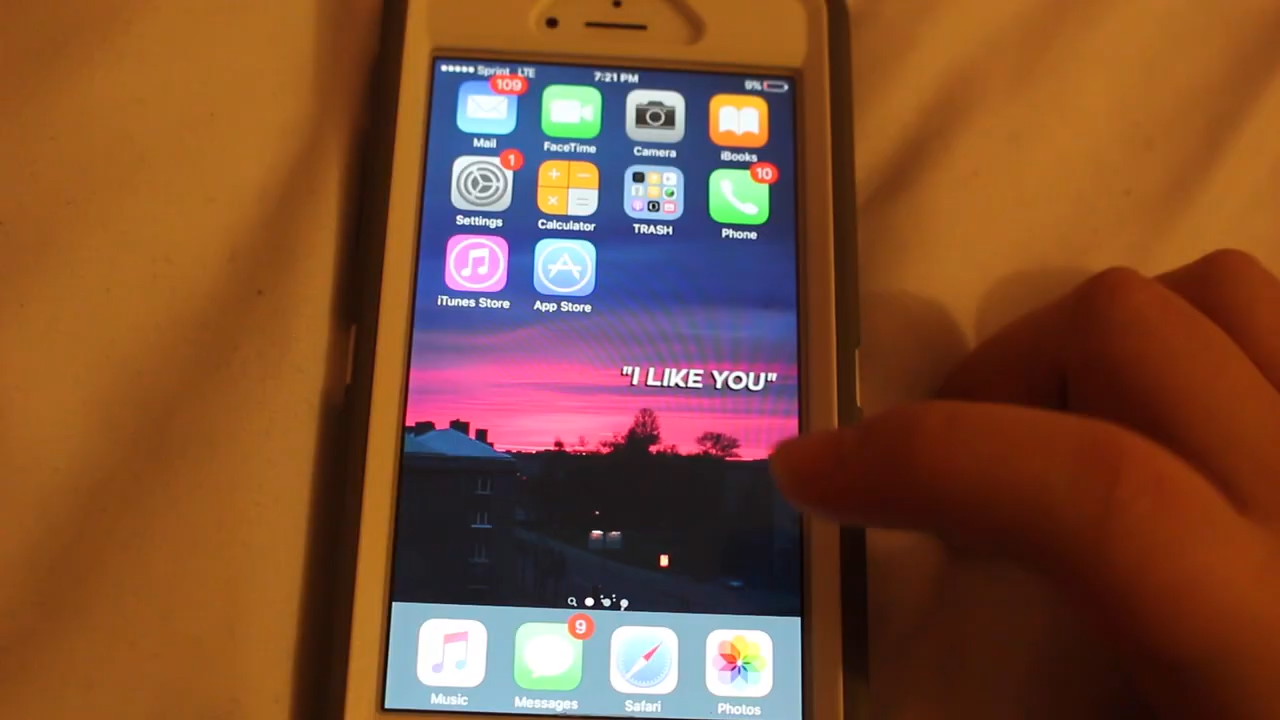 Sprint LTE 7:21 PM 9%
109
Mail FaceTime Camera iBooks
1 10
Settings Calculator TRASH Phone
iTunes Store App Store
"I LIKE YOU"
9
Music Messages Safari Photos